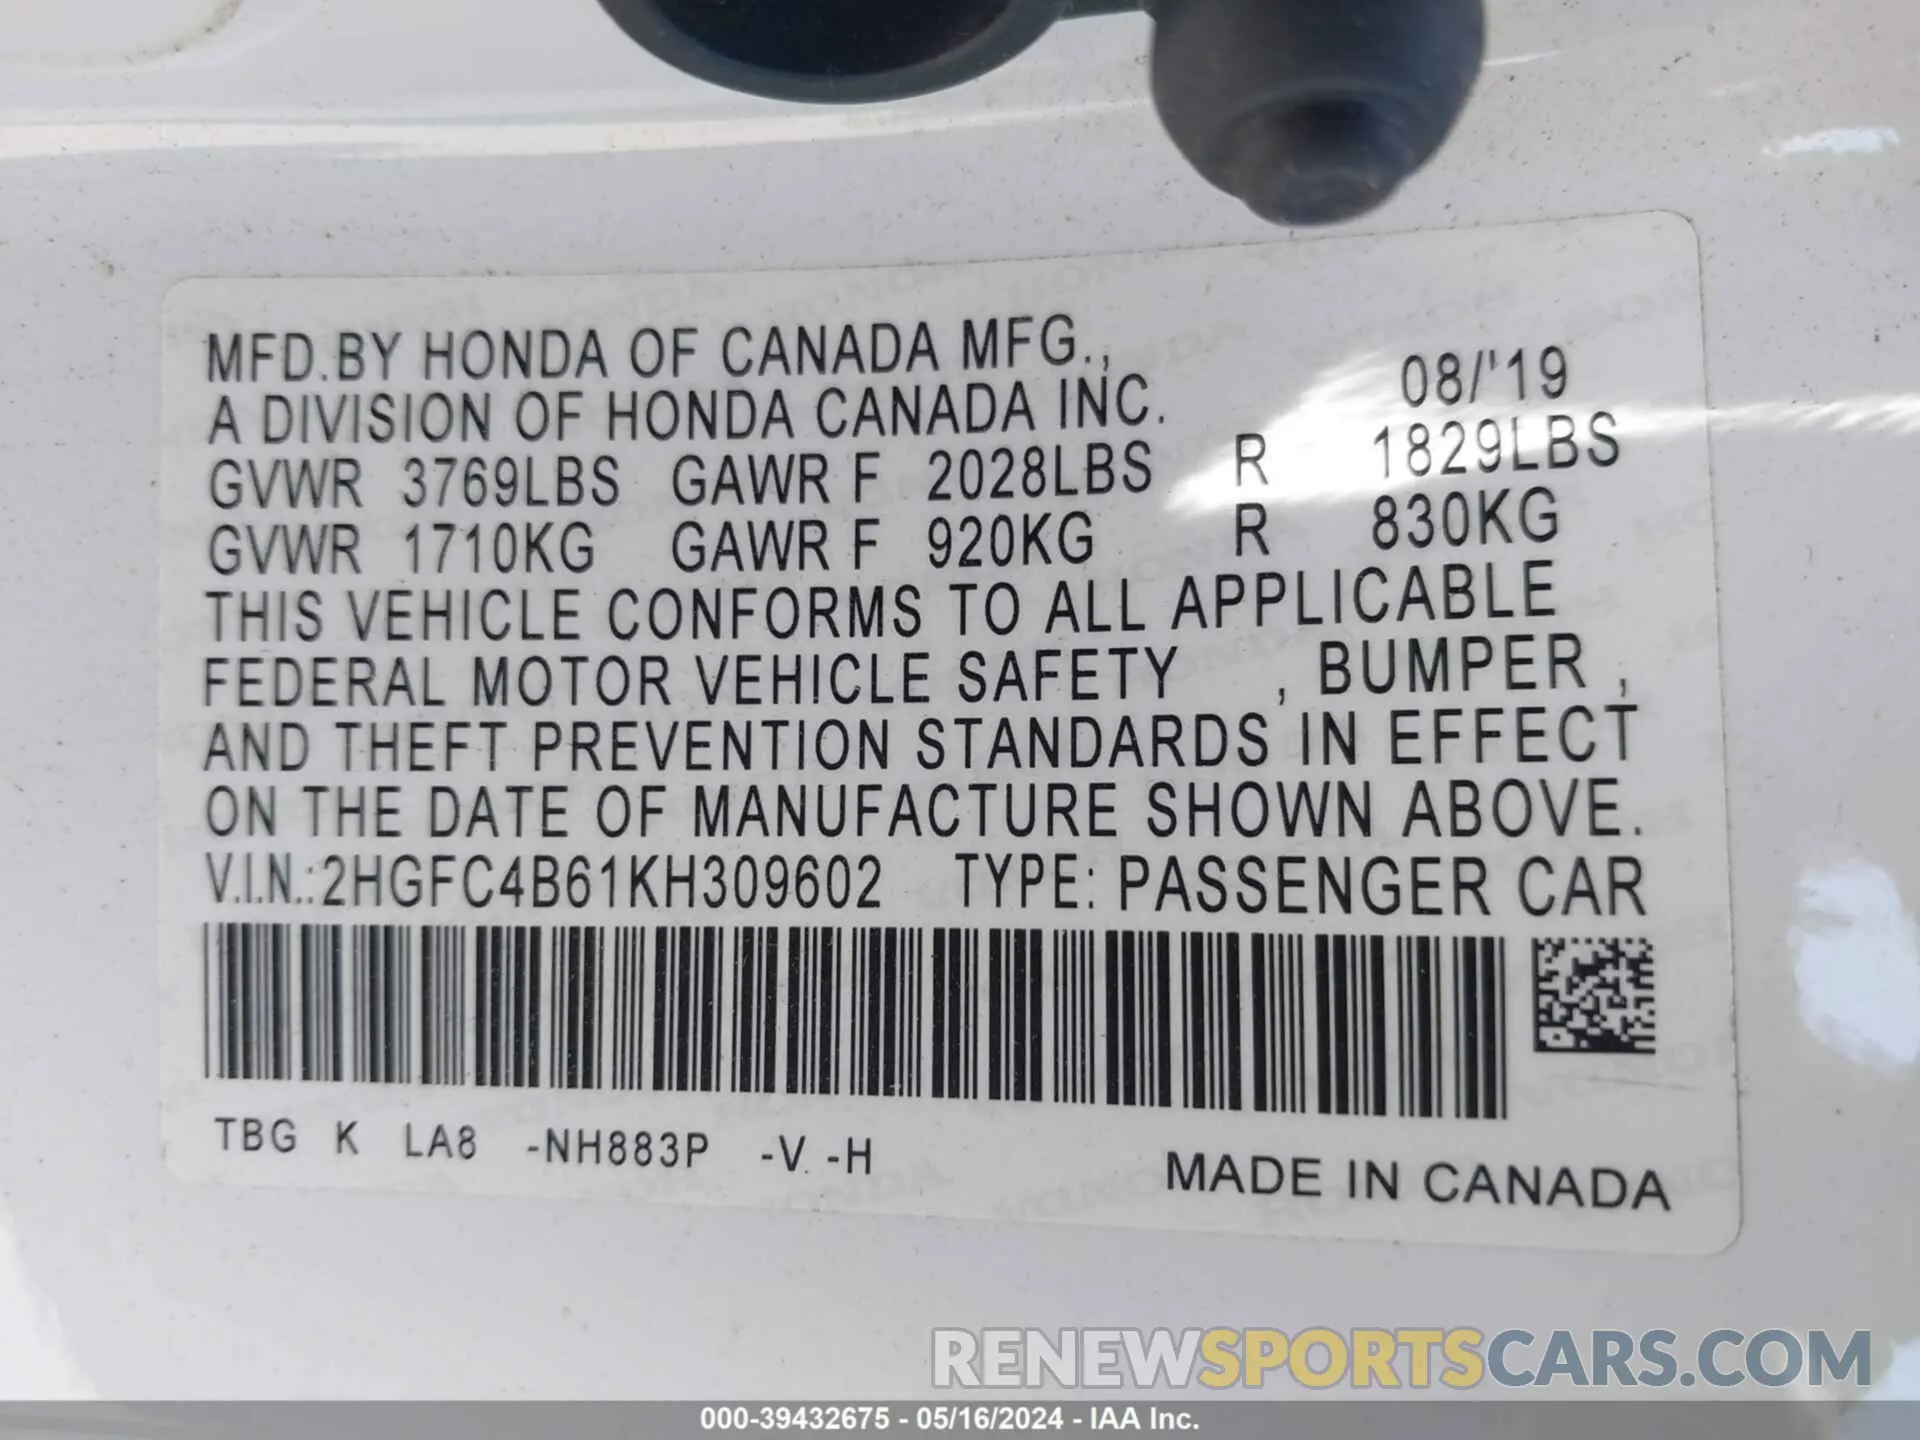 MFD.BY HONDA OF CANADA MFG., 08/'19
A DIVISION OF HONDA CANADA INC.
GVWR 3769LBS GAWR F 2028LBS R 1829LBS
GVWR 1710KG GAWR F 920KG R 830KG
THIS VEHICLE CONFORMS TO ALL APPLICABLE
FEDERAL MOTOR VEHICLE SAFETY , BUMPER ,
AND THEFT PREVENTION STANDARDS IN EFFECT
ON THE DATE OF MANUFACTURE SHOWN ABOVE.
V.I.N.:2HGFC4B61KH309602 TYPE: PASSENGER CAR
TBG K LA8 -NH883P -V -H
MADE IN CANADA
RENEWSPORTSCARS.COM
000-39432675 - 05/16/2024 - IAA Inc.